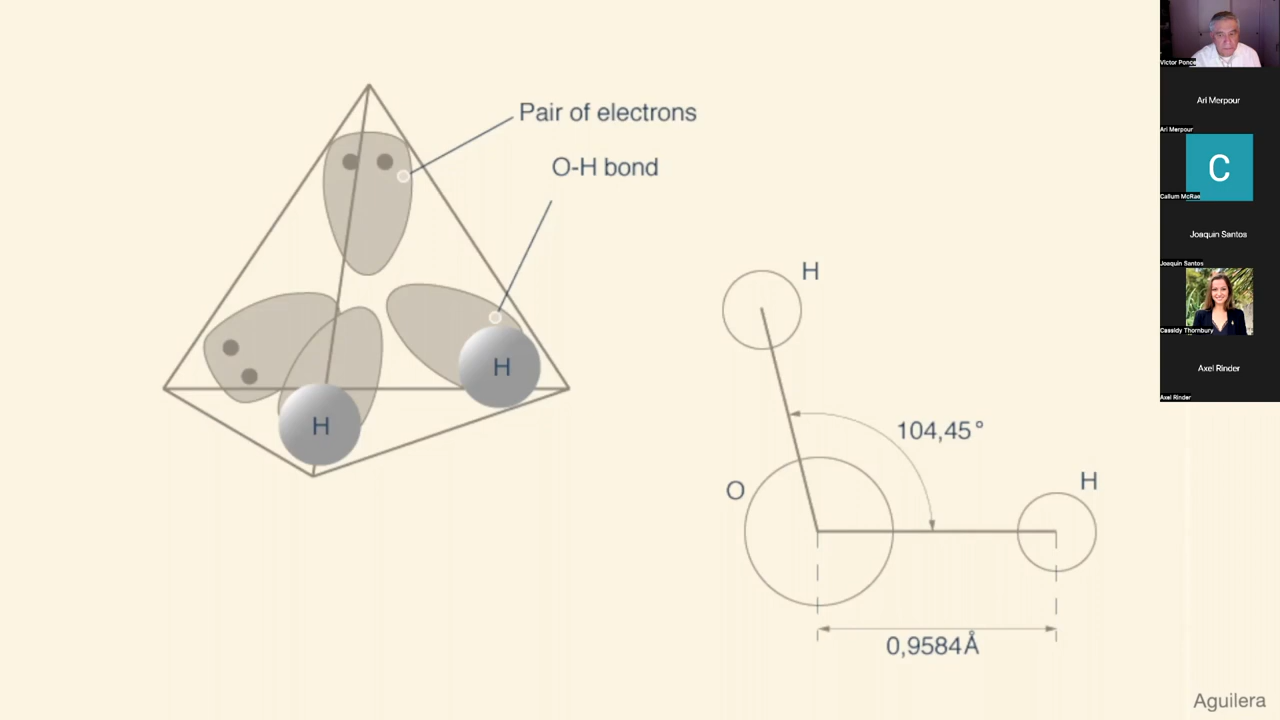 Pair of electrons
O-H bond
H
H
H
104,45°
O
H
0,9584Å
Aguilera
Victor Ponce
Ari Merpour
Ari Merpour
C
Callum McRae
Joaquin Santos
Joaquin Santos
Cassidy Thornbury
Axel Rinder
Axel Rinder